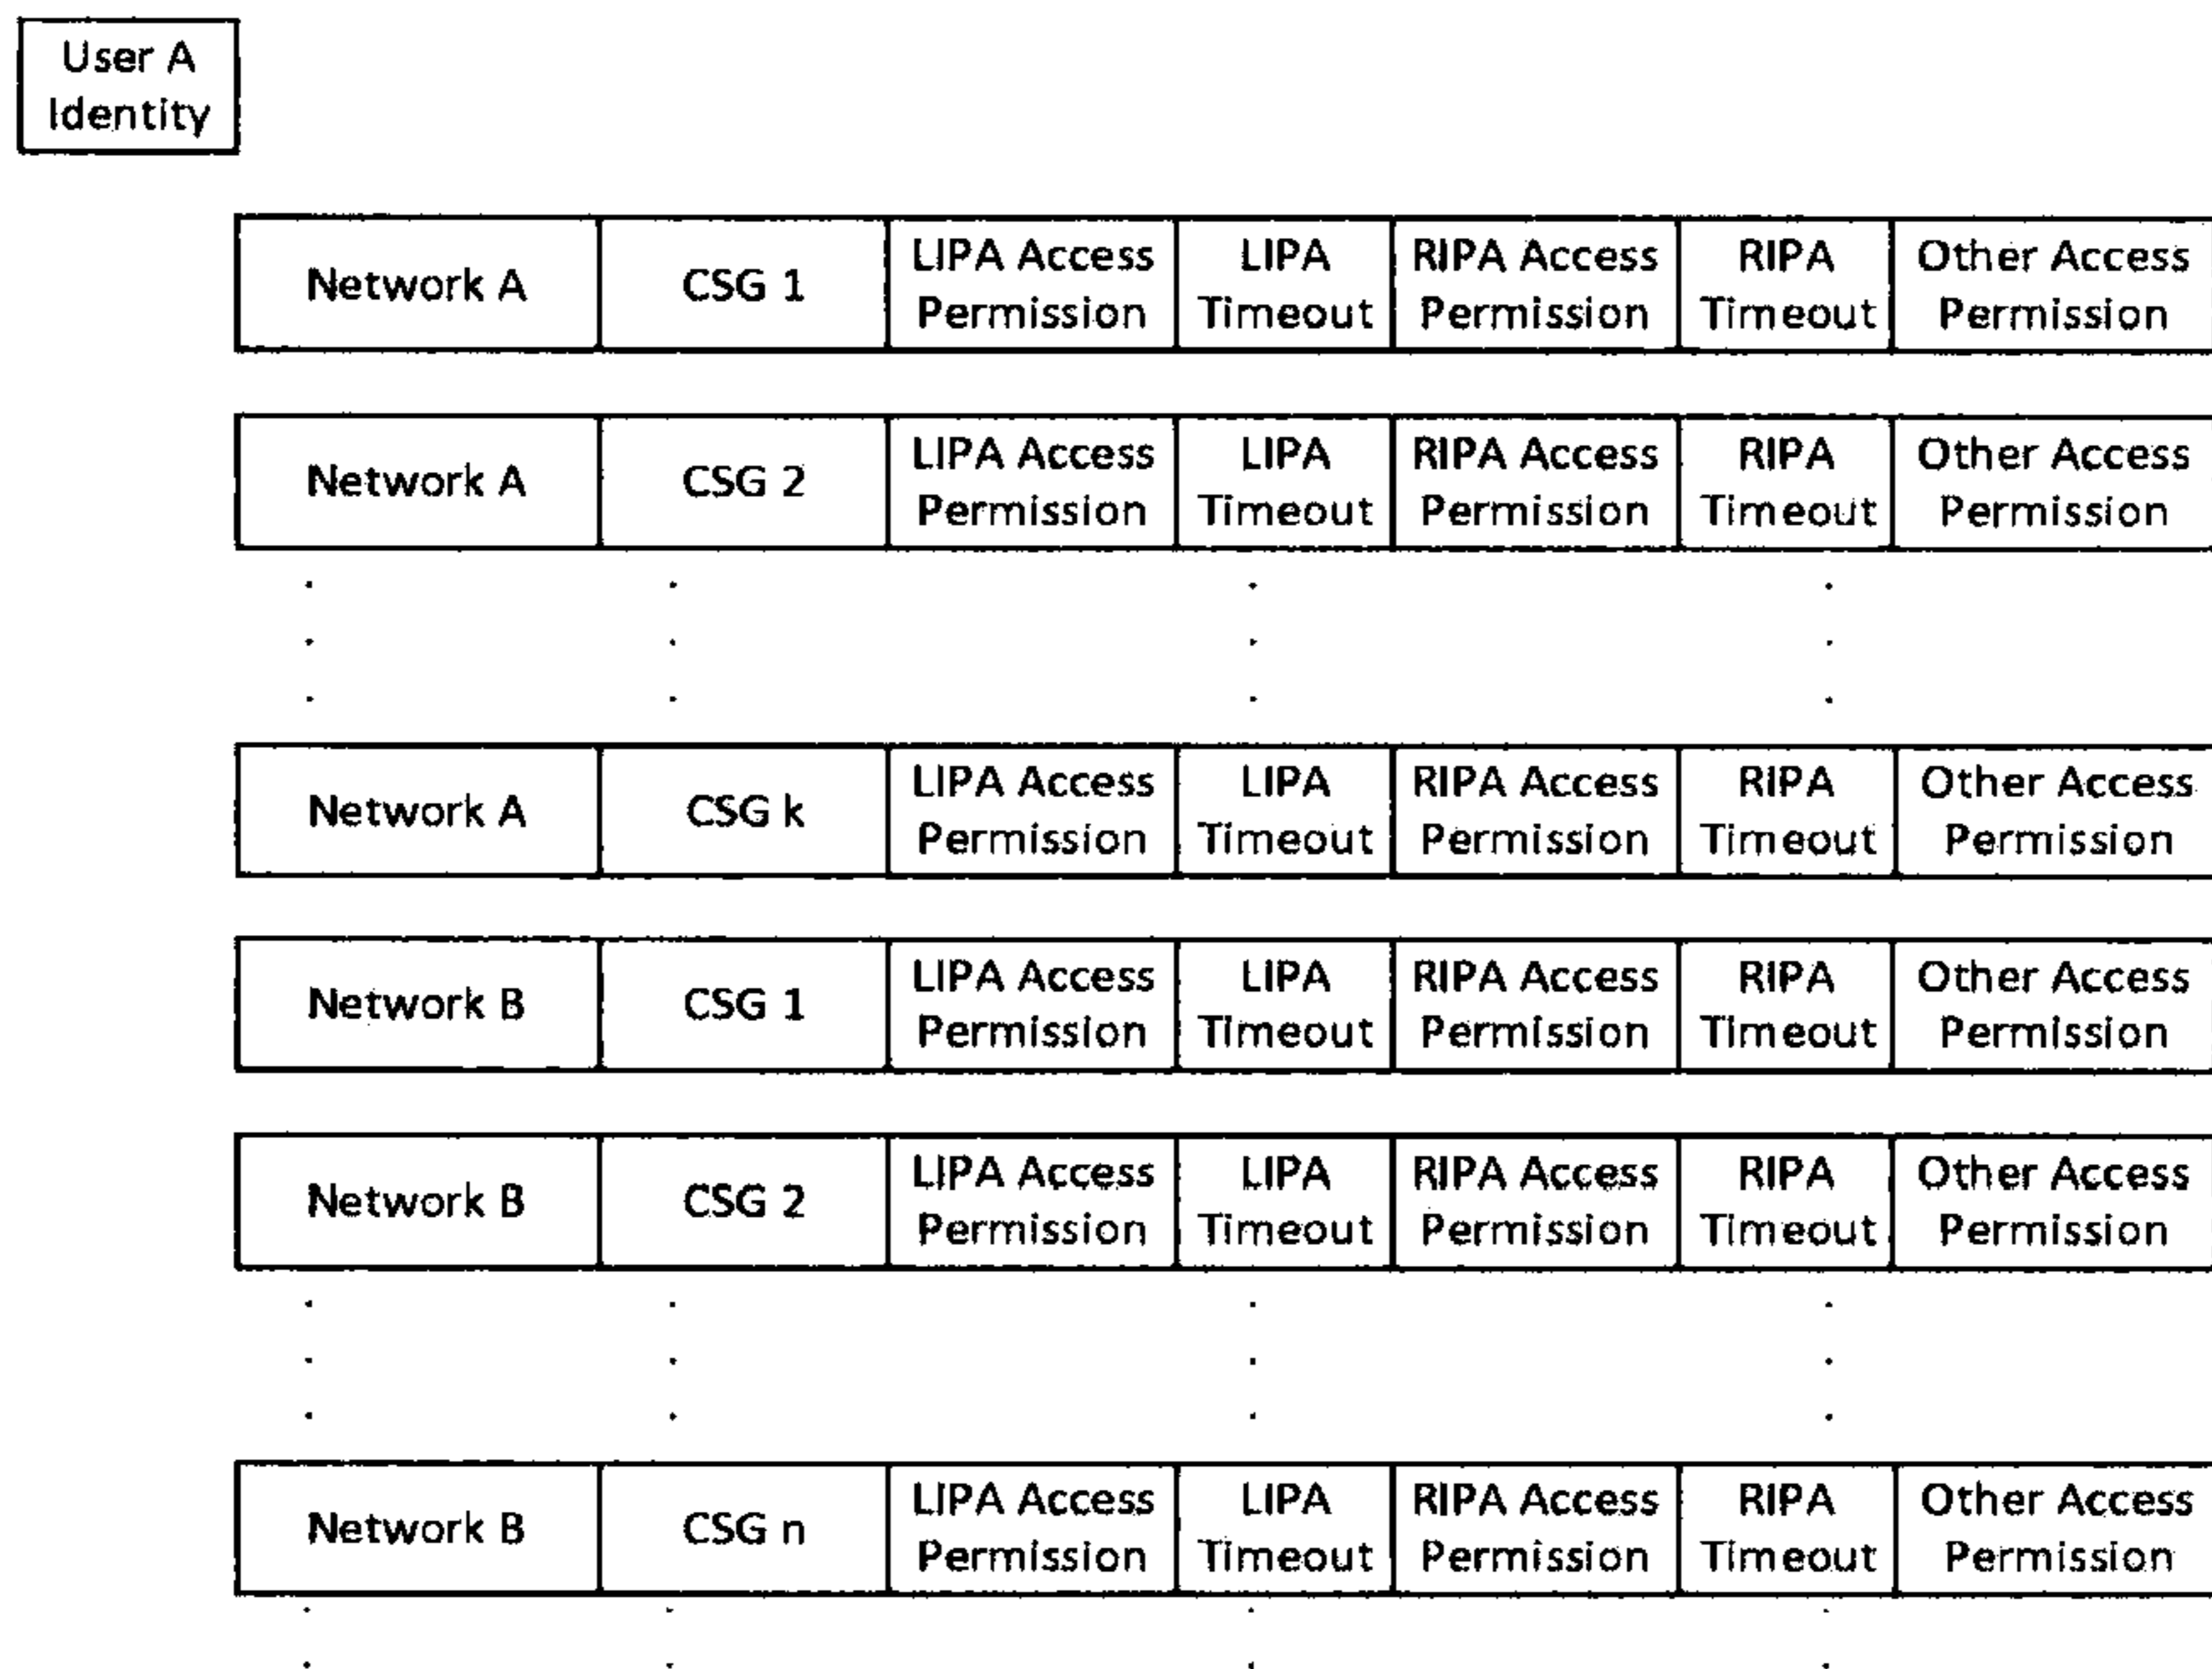 User A
Identity
Network A CSG 1 LIPA Access Permission LIPA Timeout RIPA Access Permission RIPA Timeout Other Access Permission
Network A CSG 2 LIPA Access Permission LIPA Timeout RIPA Access Permission RIPA Timeout Other Access Permission
Network A CSG k LIPA Access Permission LIPA Timeout RIPA Access Permission RIPA Timeout Other Access Permission
Network B CSG 1 LIPA Access Permission LIPA Timeout RIPA Access Permission RIPA Timeout Other Access Permission
Network B CSG 2 LIPA Access Permission LIPA Timeout RIPA Access Permission RIPA Timeout Other Access Permission
Network B CSG n LIPA Access Permission LIPA Timeout RIPA Access Permission RIPA Timeout Other Access Permission